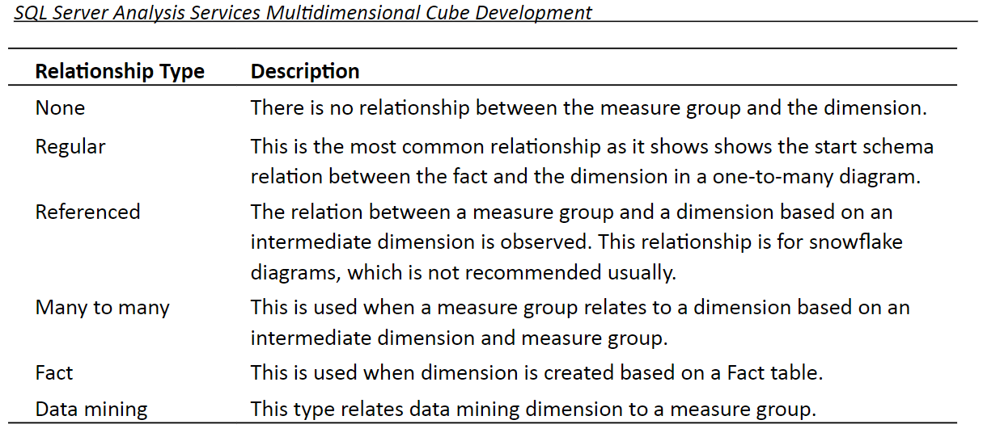 SQL Server Analysis Services Multidimensional Cube Development
Relationship Type Description
None There is no relationship between the measure group and the dimension.
Regular This is the most common relationship as it shows shows the start schema
relation between the fact and the dimension in a one-to-many diagram.
Referenced The relation between a measure group and a dimension based on an
intermediate dimension is observed. This relationship is for snowflake
diagrams, which is not recommended usually.
Many to many This is used when a measure group relates to a dimension based on an
intermediate dimension and measure group.
Fact This is used when dimension is created based on a Fact table.
Data mining This type relates data mining dimension to a measure group.